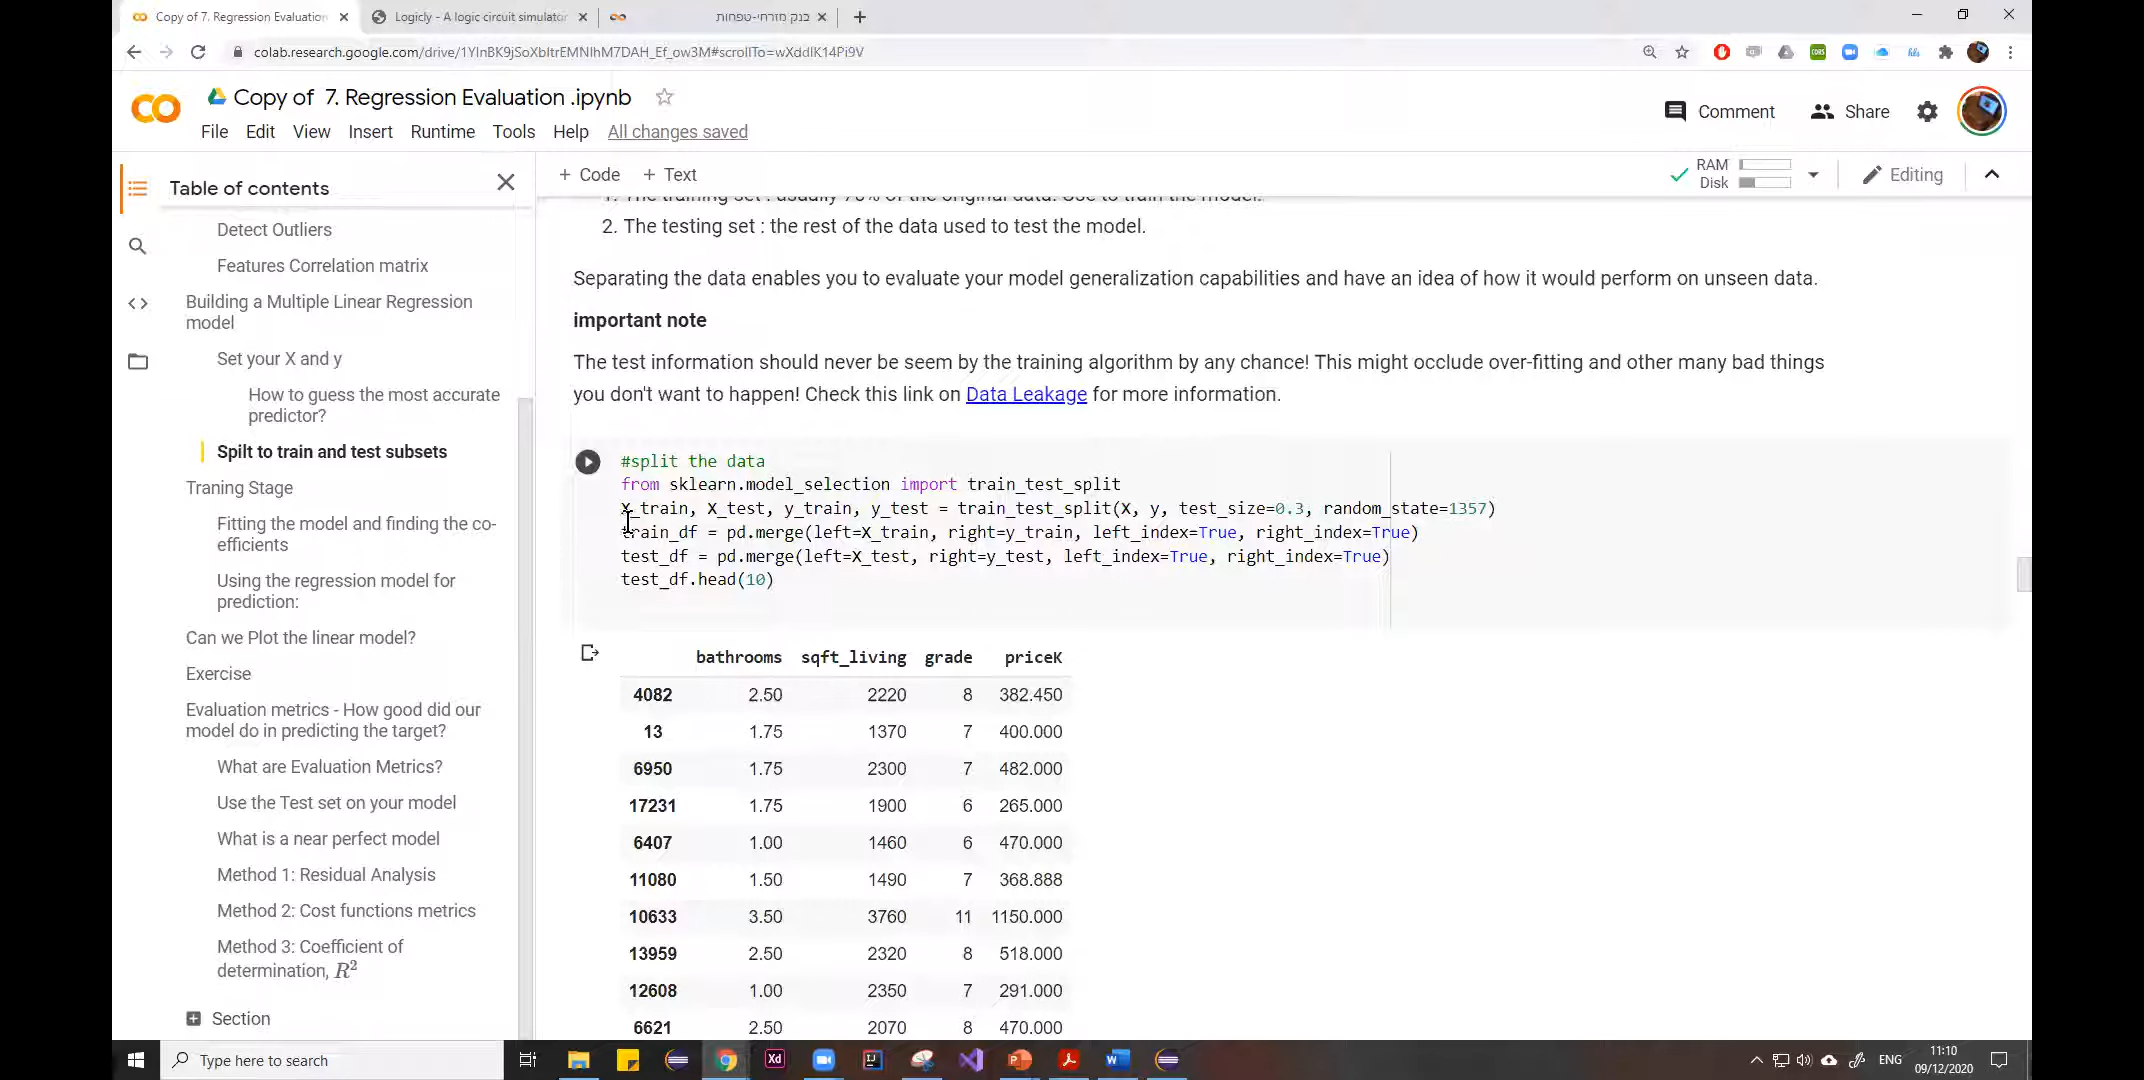 Copy of 7. Regression Evaluation
Logicly - A logic circuit simulator
בנק מזרחי-טפחות
colab.research.google.com/drive/1YInBK9jSoXbItrEMNIhM7DAH_Ef_ow3M#scrollTo=wXddIK14Pi9V
Copy of 7. Regression Evaluation .ipynb
Comment
Share
File Edit View Insert Runtime Tools Help All changes saved
Table of contents
+ Code + Text
RAM
Disk
Editing
Detect Outliers
Features Correlation matrix
Building a Multiple Linear Regression
model
Set your X and y
How to guess the most accurate
predictor?
Spilt to train and test subsets
Traning Stage
Fitting the model and finding the co-
efficients
Using the regression model for
prediction:
Can we Plot the linear model?
Exercise
Evaluation metrics - How good did our
model do in predicting the target?
What are Evaluation Metrics?
Use the Test set on your model
What is a near perfect model
Method 1: Residual Analysis
Method 2: Cost functions metrics
Method 3: Coefficient of
determination, R²
Section
1. The training set : usually 70% of the original data. Use to train the model.
2. The testing set : the rest of the data used to test the model.
Separating the data enables you to evaluate your model generalization capabilities and have an idea of how it would perform on unseen data.
important note
The test information should never be seem by the training algorithm by any chance! This might occlude over-fitting and other many bad things
you don't want to happen! Check this link on Data Leakage for more information.
#split the data
from sklearn.model_selection import train_test_split
X_train, X_test, y_train, y_test = train_test_split(X, y, test_size=0.3, random_state=1357)
train_df = pd.merge(left=X_train, right=y_train, left_index=True, right_index=True)
test_df = pd.merge(left=X_test, right=y_test, left_index=True, right_index=True)
test_df.head(10)
bathrooms sqft_living grade priceK
4082 2.50 2220 8 382.450
13 1.75 1370 7 400.000
6950 1.75 2300 7 482.000
17231 1.75 1900 6 265.000
6407 1.00 1460 6 470.000
11080 1.50 1490 7 368.888
10633 3.50 3760 11 1150.000
13959 2.50 2320 8 518.000
12608 1.00 2350 7 291.000
6621 2.50 2070 8 470.000
Type here to search
Xd
ENG
11:10
09/12/2020